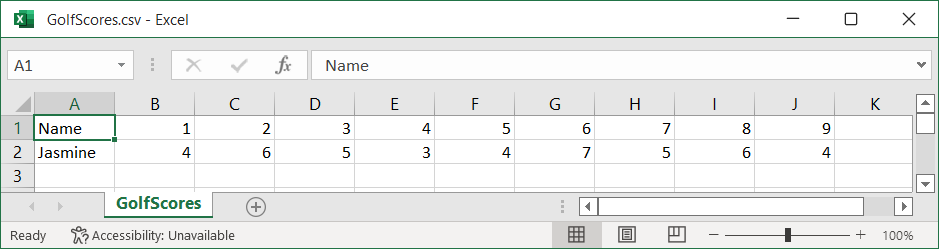 GolfScores.csv - Excel
A1 fx Name
A B C D E F G H I J K
1 Name 1 2 3 4 5 6 7 8 9
2 Jasmine 4 6 5 3 4 7 5 6 4
3
GolfScores
Ready Accessibility: Unavailable 100%